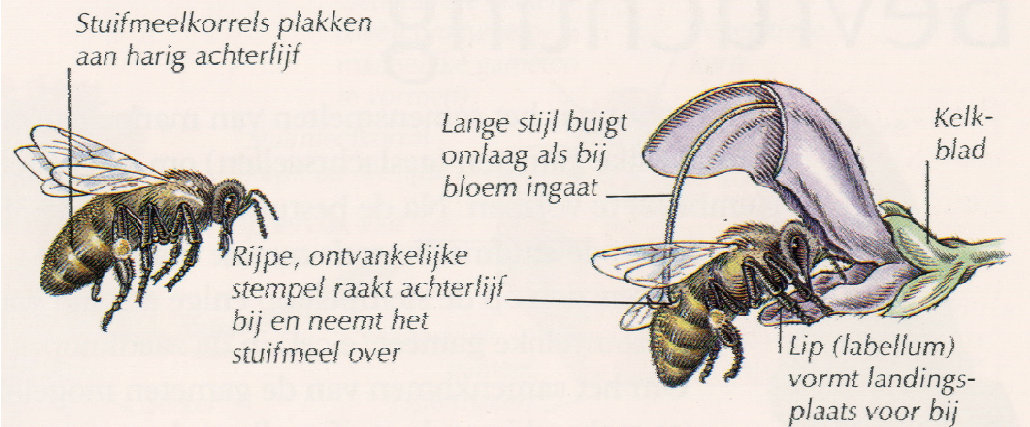 Stuifmeelkorrels plakken
aan harig achterlijf
Lange stijl buigt
omlaag als bij
bloem ingaat
Kelk-
blad
Rijpe, ontvankelijke
stempel raakt achterlijf
bij en neemt het
stuifmeel over
Lip (labellum)
vormt landings-
plaats voor bij